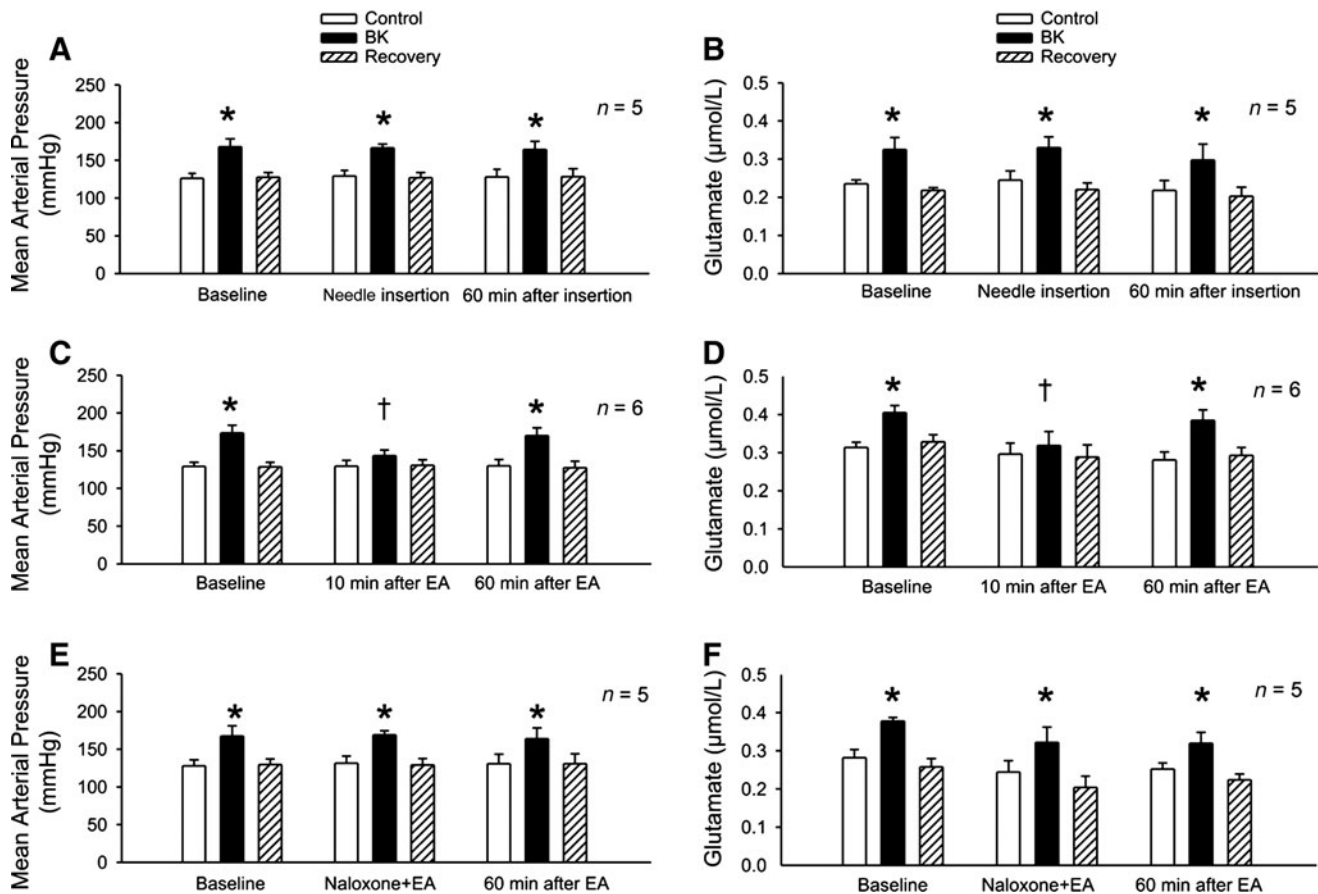 Control
BK
Recovery
A
Mean Arterial Pressure
(mmHg)
250
200
150
100
50
0
*
*
*
n = 5
Baseline
Needle insertion
60 min after insertion
Control
BK
Recovery
B
Glutamate (μmol/L)
0.5
0.4
0.3
0.2
0.1
0.0
*
*
*
n = 5
Baseline
Needle insertion
60 min after insertion
C
Mean Arterial Pressure
(mmHg)
250
200
150
100
50
0
*
†
*
n = 6
Baseline
10 min after EA
60 min after EA
D
Glutamate (μmol/L)
0.5
0.4
0.3
0.2
0.1
0.0
*
†
*
n = 6
Baseline
10 min after EA
60 min after EA
E
Mean Arterial Pressure
(mmHg)
250
200
150
100
50
0
*
*
*
n = 5
Baseline
Naloxone+EA
60 min after EA
F
Glutamate (μmol/L)
0.5
0.4
0.3
0.2
0.1
0.0
*
*
*
n = 5
Baseline
Naloxone+EA
60 min after EA